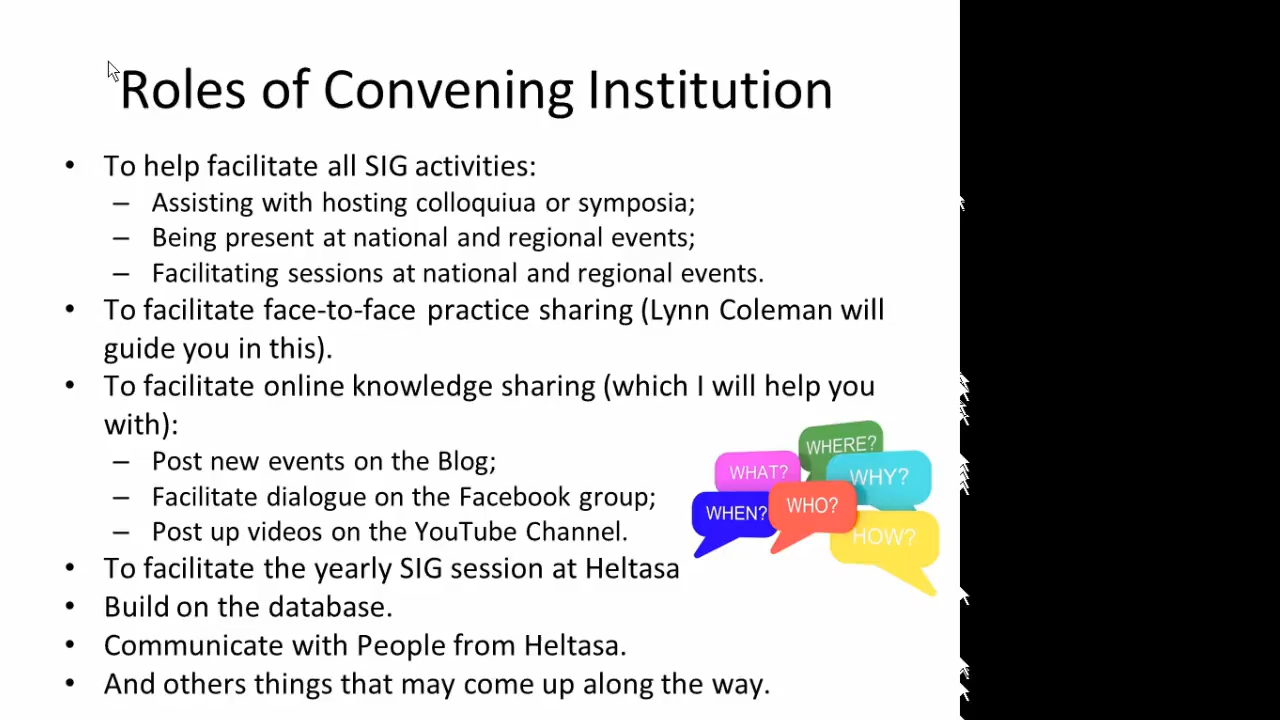 Roles of Convening Institution
• To help facilitate all SIG activities:
– Assisting with hosting colloquiua or symposia;
– Being present at national and regional events;
– Facilitating sessions at national and regional events.
• To facilitate face-to-face practice sharing (Lynn Coleman will
guide you in this).
• To facilitate online knowledge sharing (which I will help you
with):
– Post new events on the Blog;
– Facilitate dialogue on the Facebook group;
– Post up videos on the YouTube Channel.
• To facilitate the yearly SIG session at Heltasa
• Build on the database.
• Communicate with People from Heltasa.
• And others things that may come up along the way.
WHERE?
WHAT?
WHY?
WHEN?
WHO?
HOW?